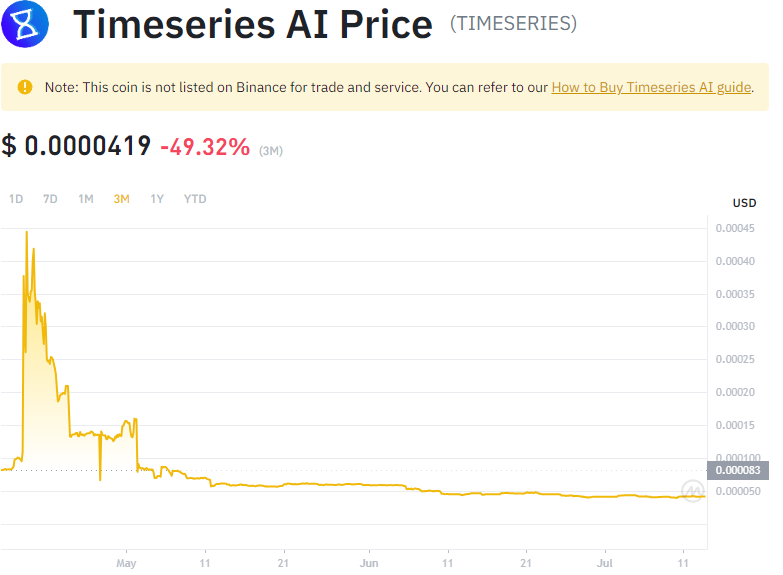 Timeseries AI Price (TIMESERIES)
Note: This coin is not listed on Binance for trade and service. You can refer to our How to Buy Timeseries AI guide.
$ 0.0000419 -49.32% (3M)
1D 7D 1M 3M 1Y YTD
USD
0.00045
0.00040
0.00035
0.00030
0.00025
0.00020
0.00015
0.000100
0.000083
0.000050
May 11 21 Jun 11 21 Jul 11